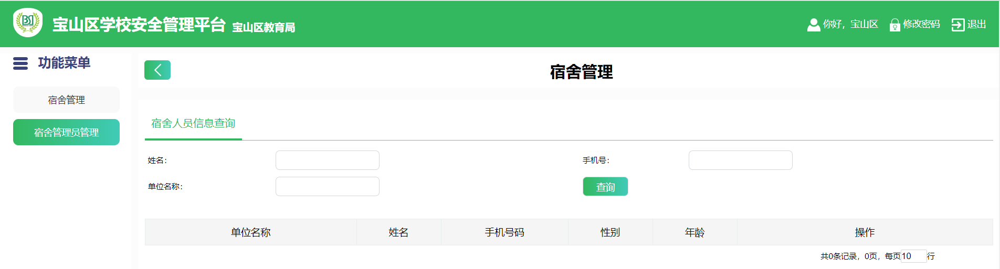 宝山区学校安全管理平台 宝山区教育局
你好，宝山区 修改密码 退出
功能菜单
宿舍管理
宿舍管理员管理
宿舍管理
宿舍人员信息查询
姓名： 手机号：
单位名称： 查询
单位名称 姓名 手机号码 性别 年龄 操作
共0条记录，0页，每页10行